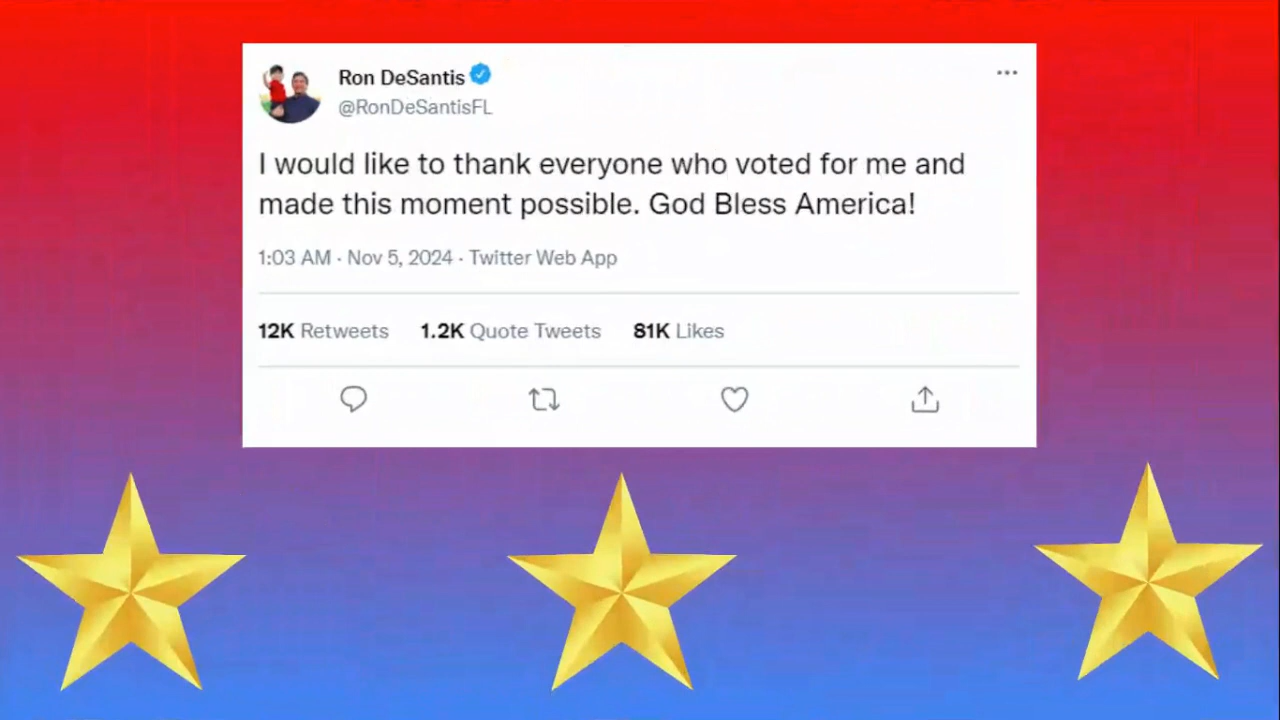 Ron DeSantis
@RonDeSantisFL
I would like to thank everyone who voted for me and
made this moment possible. God Bless America!
1:03 AM · Nov 5, 2024 · Twitter Web App
12K Retweets 1.2K Quote Tweets 81K Likes